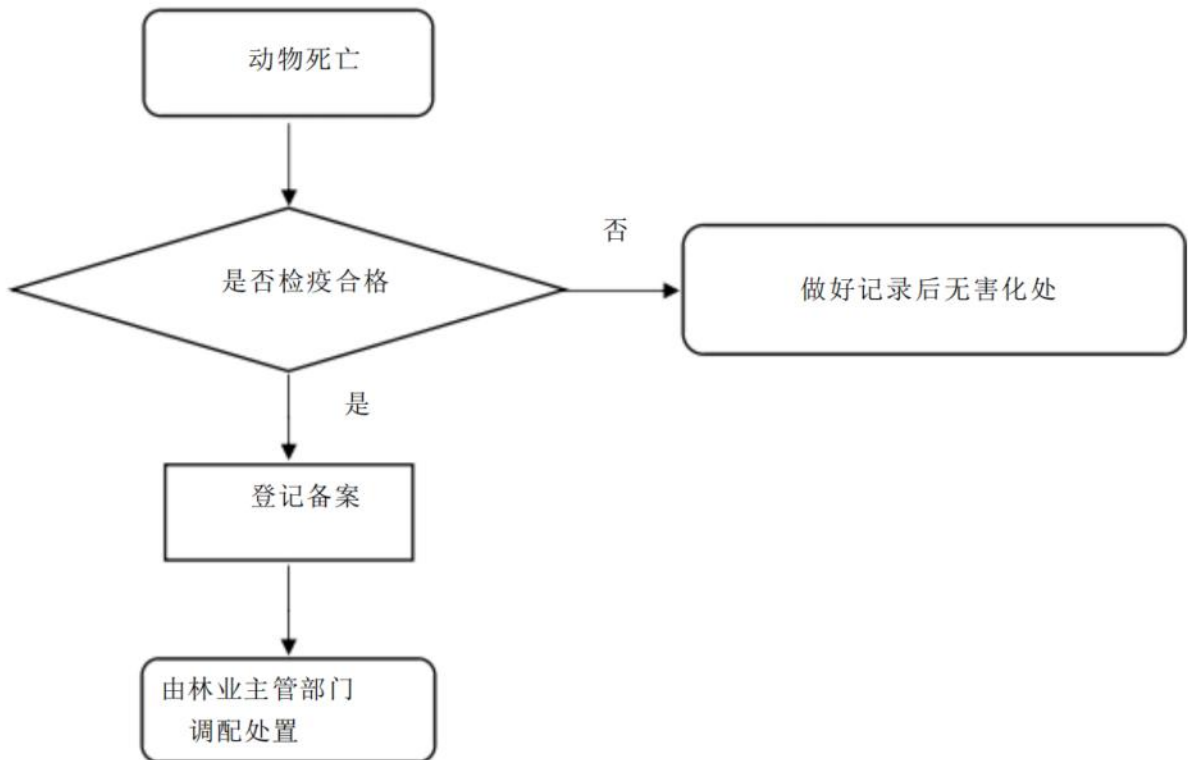 动物死亡
否
是否检疫合格
做好记录后无害化处
是
登记备案
由林业主管部门
调配处置